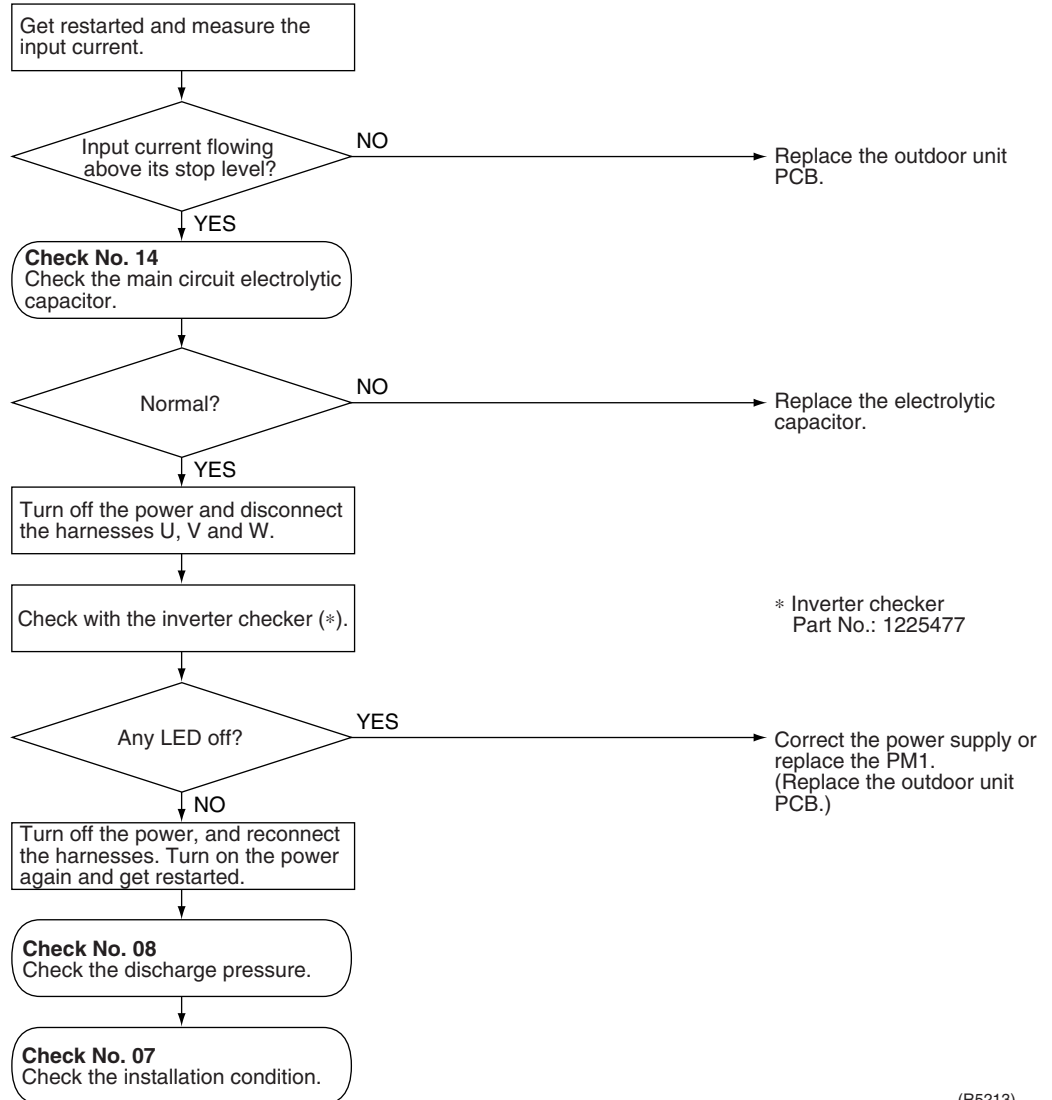 Get restarted and measure the
input current.
Input current flowing
above its stop level?
NO
Replace the outdoor unit
PCB.
YES
Check No. 14
Check the main circuit electrolytic
capacitor.
Normal?
NO
Replace the electrolytic
capacitor.
YES
Turn off the power and disconnect
the harnesses U, V and W.
Check with the inverter checker (*).
* Inverter checker
Part No.: 1225477
Any LED off?
YES
Correct the power supply or
replace the PM1.
(Replace the outdoor unit
PCB.)
NO
Turn off the power, and reconnect
the harnesses. Turn on the power
again and get restarted.
Check No. 08
Check the discharge pressure.
Check No. 07
Check the installation condition.
(R5213)